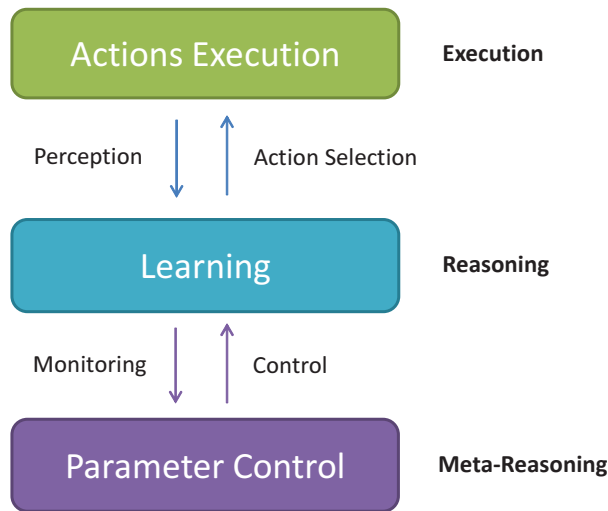 Actions Execution
Execution
Perception
Action Selection
Learning
Reasoning
Monitoring
Control
Parameter Control
Meta-Reasoning